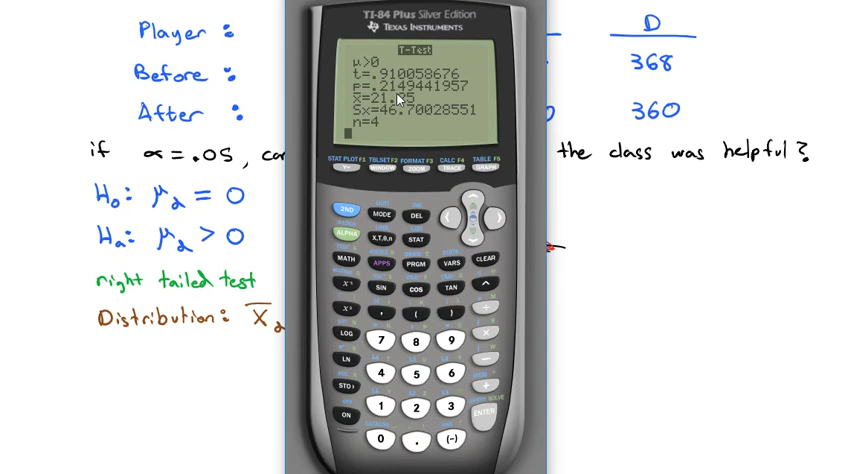 TI-84 Plus Silver Edition
TEXAS INSTRUMENTS
Player : D
Before : 368
After : 360
T-Test
μ>0
t=.910058676
p=.2149441957
Sx=46.70028551
n=4
if α = .05, the class was helpful?
H₀: μd = 0
Hₐ: μd > 0
right tailed test
Distribution: X̄d
STAT PLOT F1 TBLSET F2 FORMAT F3 CALC F4 TABLE F5
Y= WINDOW ZOOM TRACE GRAPH
2ND MODE DEL
ALPHA X,T,θ,n STAT
MATH APPS PRGM VARS CLEAR
x⁻¹ SIN COS TAN ^
x² , ( ) ÷
LOG 7 8 9 ×
LN 4 5 6 −
STO› 1 2 3 +
ON 0 . (-) ENTER